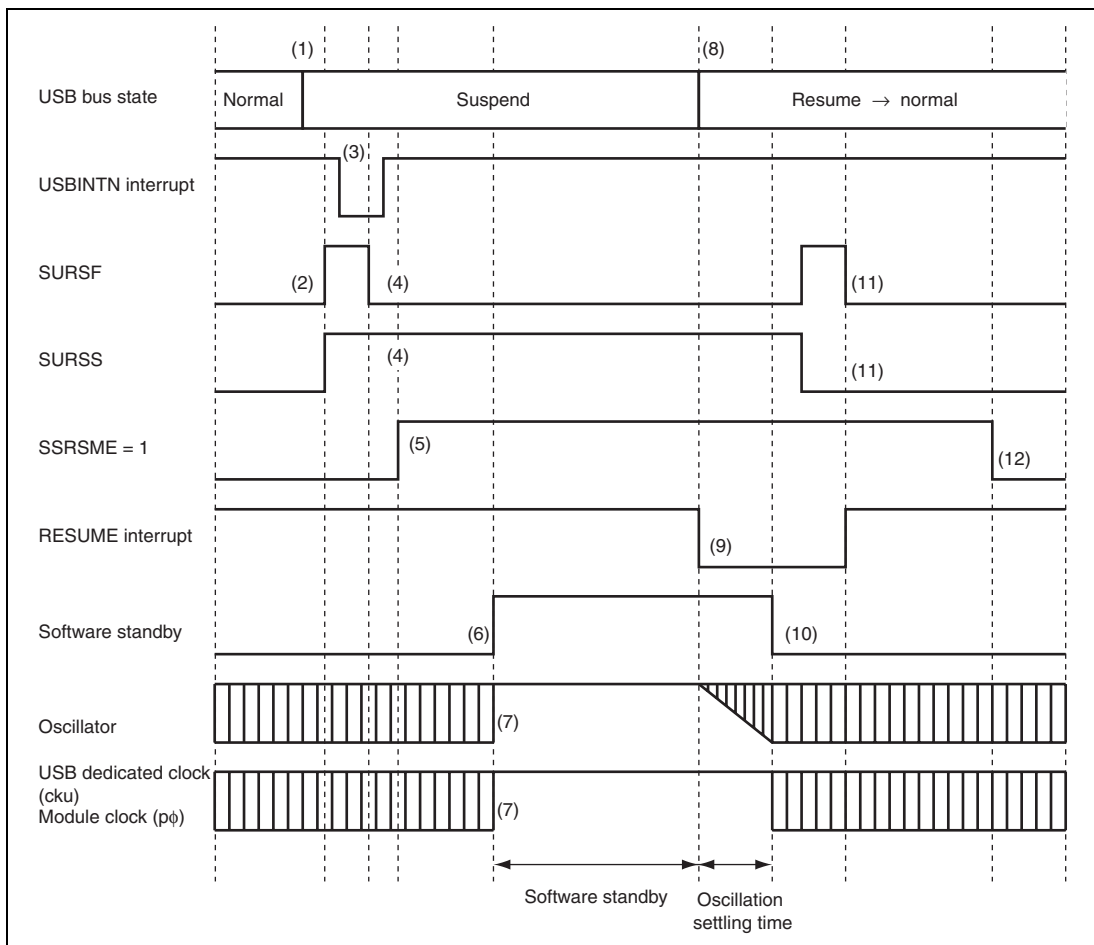 (1) (8)
USB bus state Normal Suspend Resume → normal
(3)
USBINTN interrupt
SURSF
(2) (4) (11)
SURSS (4) (11)
SSRSME = 1 (5) (12)
RESUME interrupt (9)
Software standby (6) (10)
Oscillator (7)
USB dedicated clock
(cku)
Module clock (pϕ) (7)
Software standby Oscillation
settling time